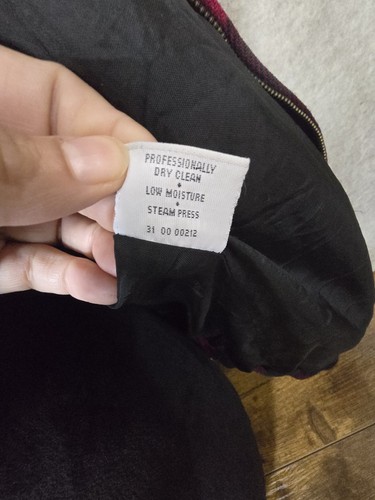 PROFESSIONALLY
DRY CLEAN
•
LOW MOISTURE
•
STEAM PRESS
31 00 00212